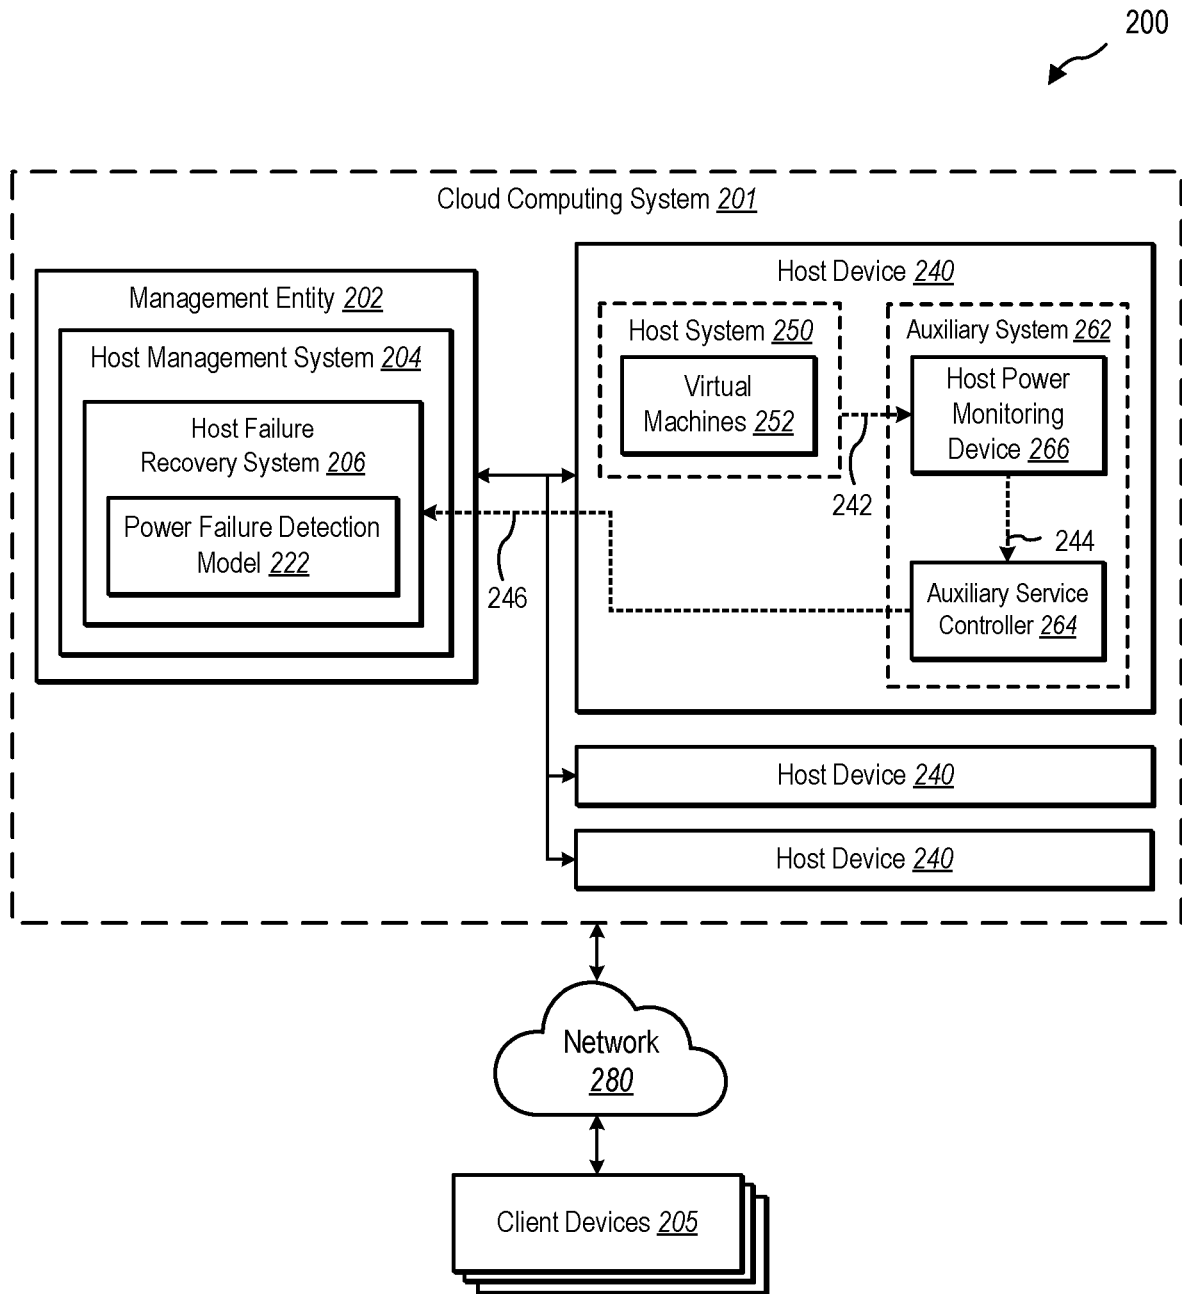 200
Cloud Computing System 201
Management Entity 202
Host Management System 204
Host Failure
Recovery System 206
Power Failure Detection
Model 222
Host Device 240
Host System 250
Virtual
Machines 252
242
Auxiliary System 262
Host Power
Monitoring
Device 266
244
Auxiliary Service
Controller 264
246
Host Device 240
Host Device 240
Network
280
Client Devices 205